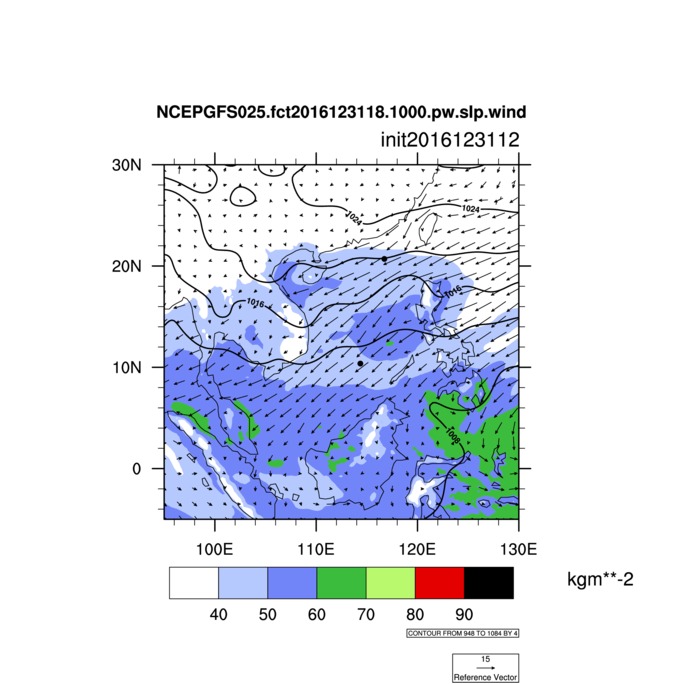 NCEPGFS025.fct2016123118.1000.pw.slp.wind
init2016123112
30N
1024
1024
20N
1016
1016
10N
1008
0
100E 110E 120E 130E
kgm**-2
40 50 60 70 80 90
CONTOUR FROM 948 TO 1084 BY 4
15
Reference Vector